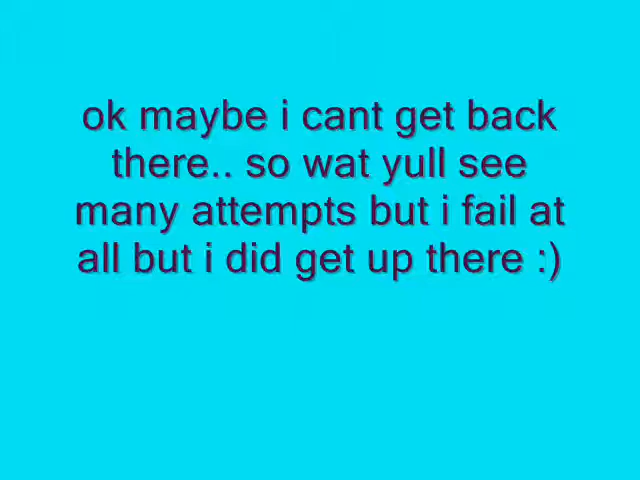 ok maybe i cant get back
there.. so wat yull see
many attempts but i fail at
all but i did get up there :)